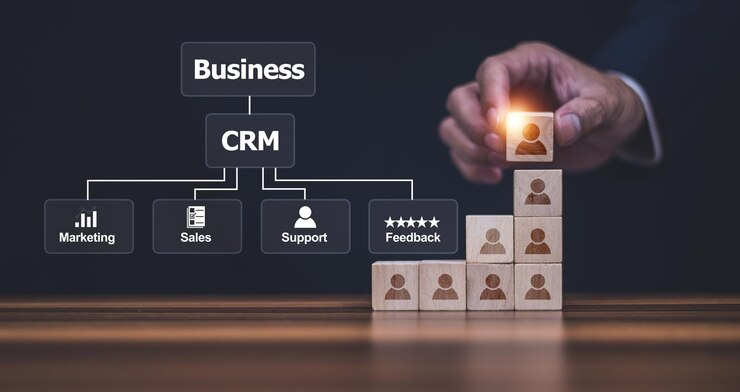 Business
CRM
Marketing
Sales
Support
Feedback